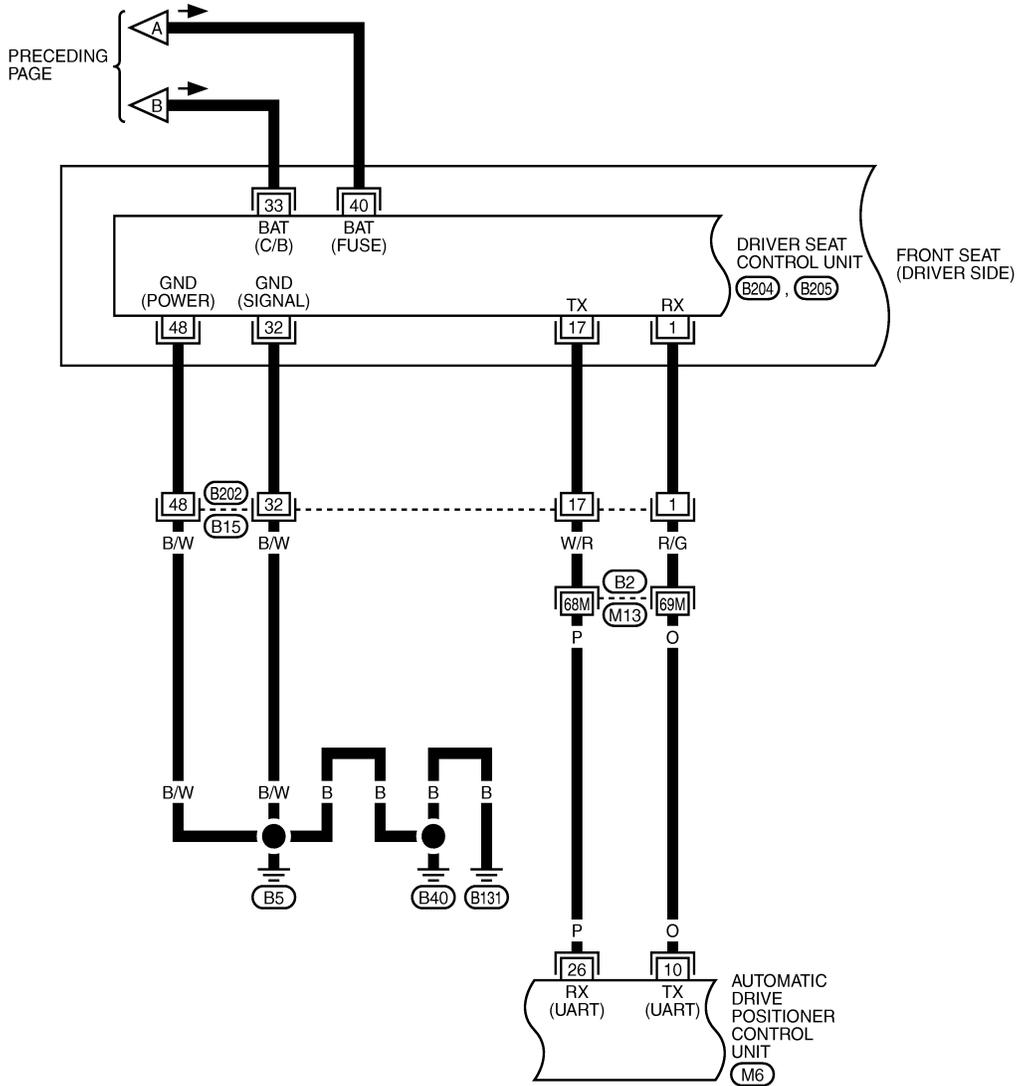 A
PRECEDING
PAGE
B
33
40
BAT
(C/B)
BAT
(FUSE)
DRIVER SEAT
CONTROL UNIT
B204 , B205
FRONT SEAT
(DRIVER SIDE)
GND
(POWER)
GND
(SIGNAL)
TX
RX
48
32
17
1
48
B202
B15
32
17
1
B/W
B/W
W/R
R/G
68M
B2
M13
69M
P
O
B/W
B/W
B
B
B
B
B5
B40
B131
P
O
26
10
RX
(UART)
TX
(UART)
AUTOMATIC
DRIVE
POSITIONER
CONTROL
UNIT
M6